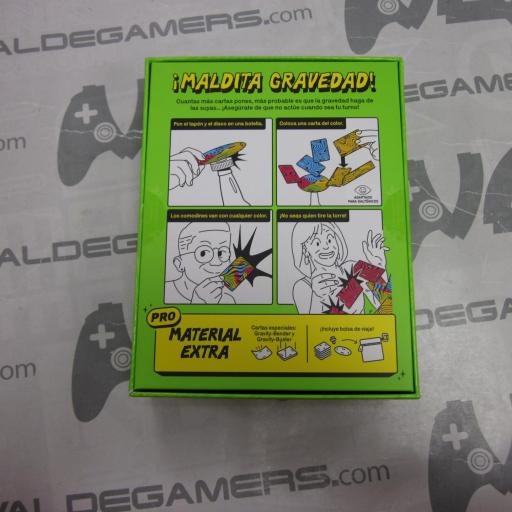 VALDEGAMERS.com
¡MALDITA GRAVEDAD!
Cuantas más cartas pones, más probable es que la gravedad haga de
las suyas... ¡Asegúrate de que no actúe cuando sea tu turno!
Pon el tapón y el disco en una botella.
Coloca una carta del color.
ADAPTADO
PARA DALTÓNICOS
Los comodines van con cualquier color.
¡No seas quien tire la torre!
PRO
MATERIAL
EXTRA
Cartas especiales:
Gravity-Bender y
Gravity-Buster
¡Incluye bolsa de viaje!
VALDEGAMERS.com
.com
VALDEGAMERS.com